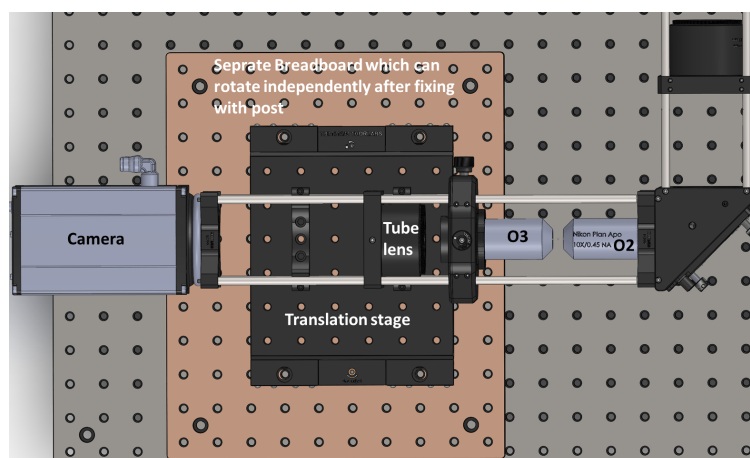 Seprate Breadboard which can
rotate independently after fixing
with post
Camera
Tube
lens
O3
Nikon Plan Apo
10X/0.45 NA
O2
Translation stage